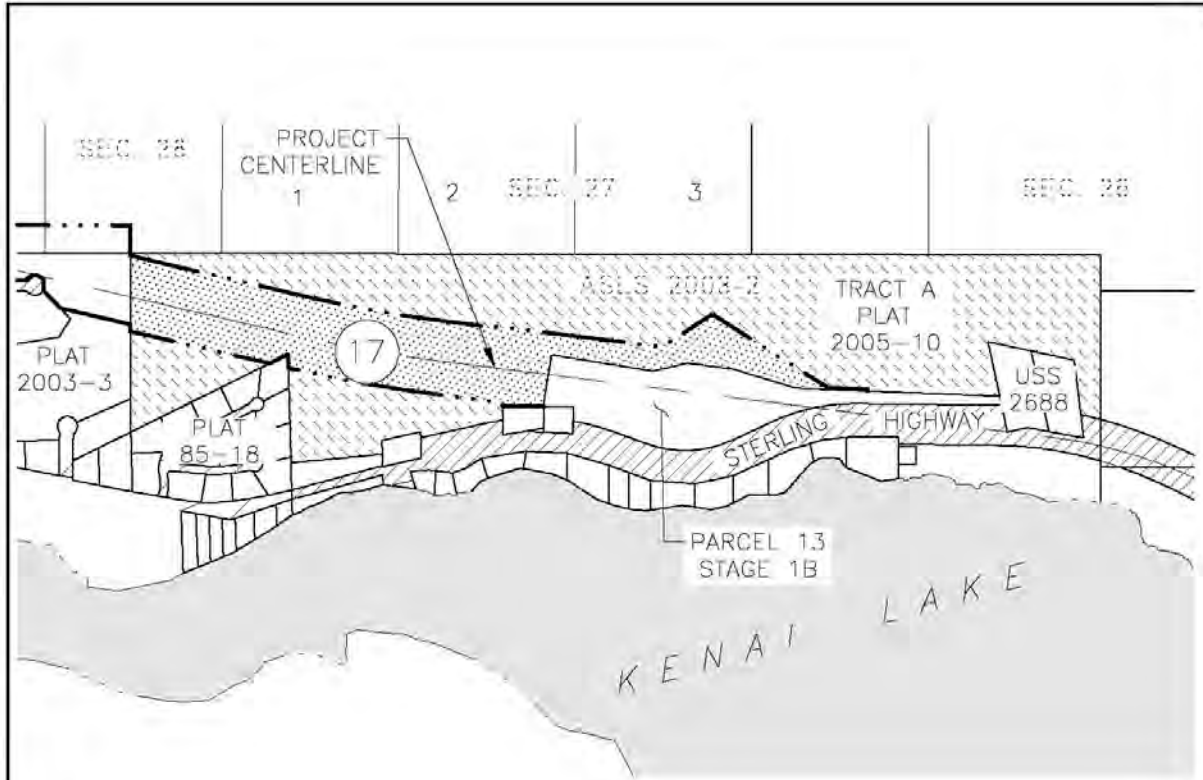 SEC. 28
PROJECT
CENTERLINE
1
2
SEC. 27
3
SEC. 26
ASLS 2003-2
TRACT A
PLAT
2005-10
17
PLAT
2003-3
USS
2688
PLAT
85-18
STERLING HIGHWAY
PARCEL 13
STAGE 1B
KENAI LAKE